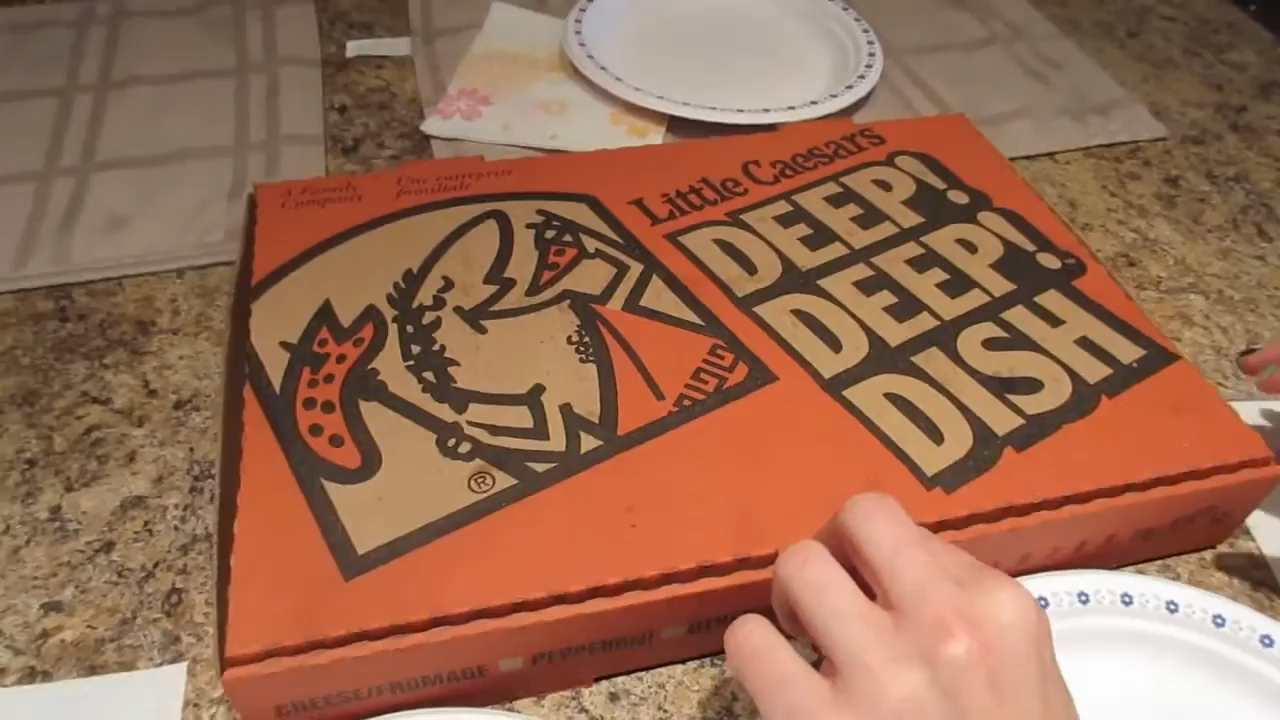 A Family
Company
Une entreprise
familiale
Little Caesars
DEEP!
DEEP!
DISH
®
CHEESE/FROMAGE PEPPERONI